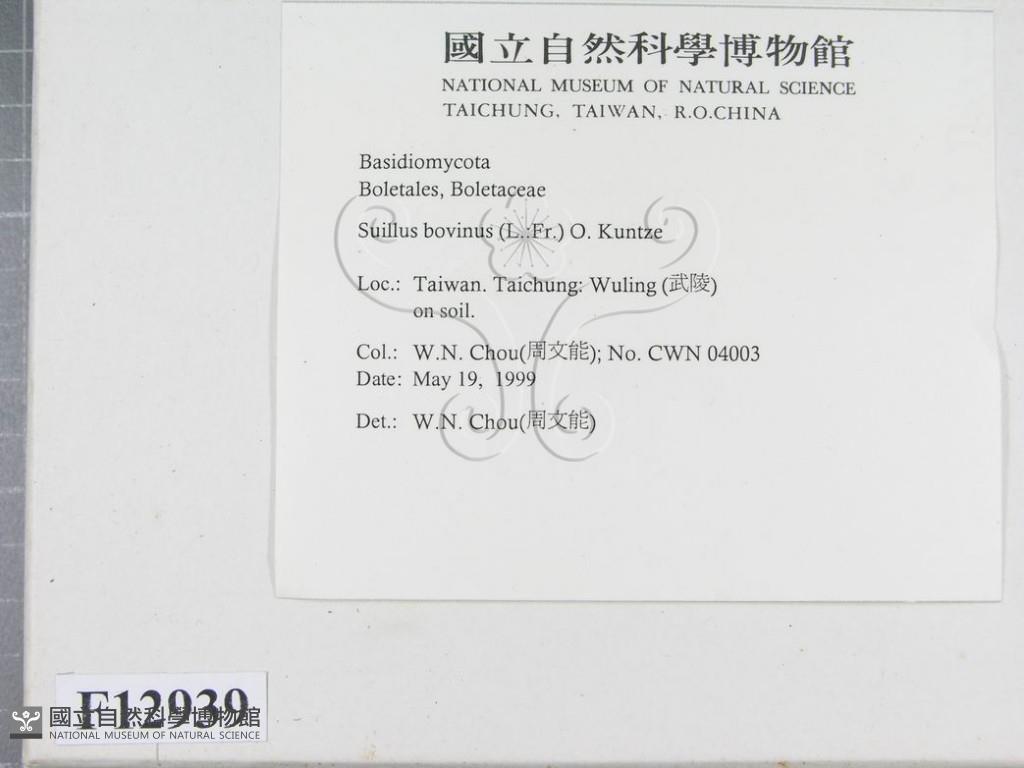 國立自然科學博物館
NATIONAL MUSEUM OF NATURAL SCIENCE
TAICHUNG, TAIWAN, R.O.CHINA
Basidiomycota
Boletales, Boletaceae
Suillus bovinus (L.:Fr.) O. Kuntze
Loc.: Taiwan. Taichung: Wuling (武陵)
on soil.
Col.: W.N. Chou(周文能); No. CWN 04003
Date: May 19, 1999
Det.: W.N. Chou(周文能)
F12939
國立自然科學博物館
NATIONAL MUSEUM OF NATURAL SCIENCE